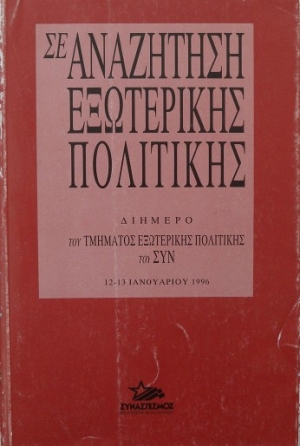 ΣΕ ΑΝΑΖΗΤΗΣΗ
ΕΞΩΤΕΡΙΚΗΣ
ΠΟΛΙΤΙΚΗΣ
ΔΙΗΜΕΡΟ
του ΤΜΗΜΑΤΟΣ ΕΞΩΤΕΡΙΚΗΣ ΠΟΛΙΤΙΚΗΣ
του ΣΥΝ
12-13 ΙΑΝΟΥΑΡΙΟΥ 1996
ΣΥΝΑΣΠΙΣΜΟΣ